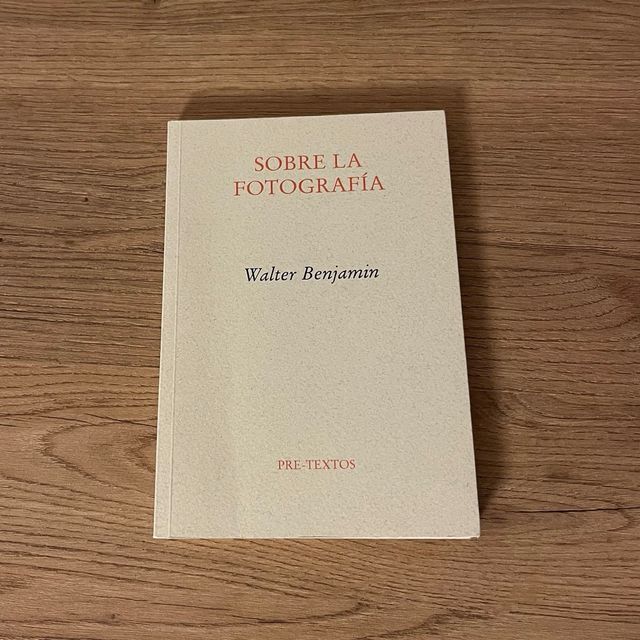 SOBRE LA
FOTOGRAFÍA
Walter Benjamin
PRE-TEXTOS